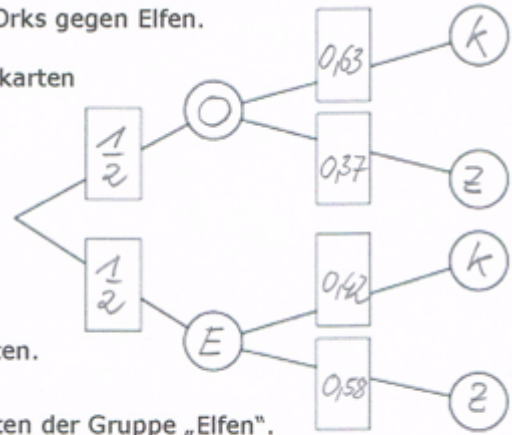 Orks gegen Elfen.
K
0,63
karten
O
1/2
0,37
Z
K
1/2
0,42
E
ten.
0,58
Z
ten der Gruppe „Elfen“.